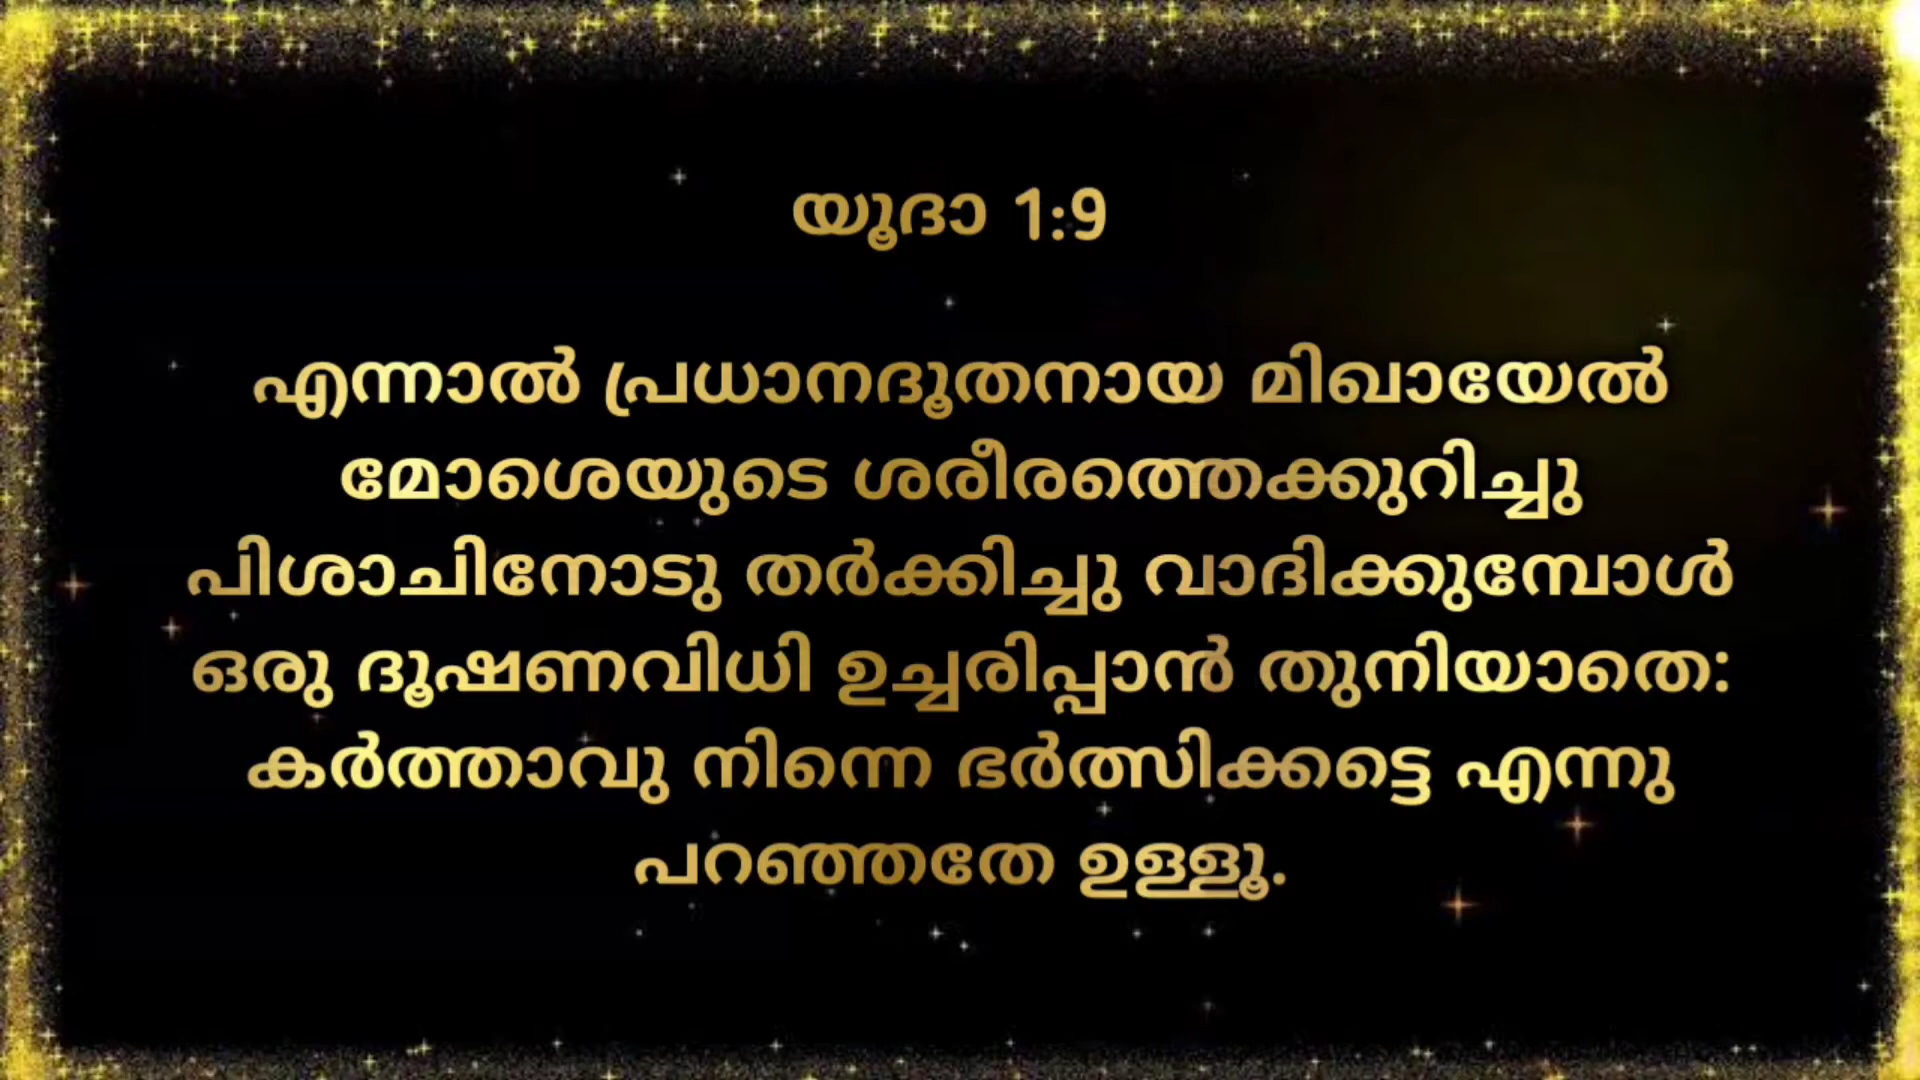 യൂദാ 1:9
എന്നാൽ പ്രധാനദൂതനായ മിഖായേൽ
മോശെയുടെ ശരീരത്തെക്കുറിച്ചു
പിശാചിനോടു തർക്കിച്ചു വാദിക്കുമ്പോൾ
ഒരു ദൂഷണവിധി ഉച്ചരിപ്പാൻ തുനിയാതെ:
കർത്താവു നിന്നെ ഭർത്സിക്കട്ടെ എന്നു
പറഞ്ഞതേ ഉള്ളൂ.